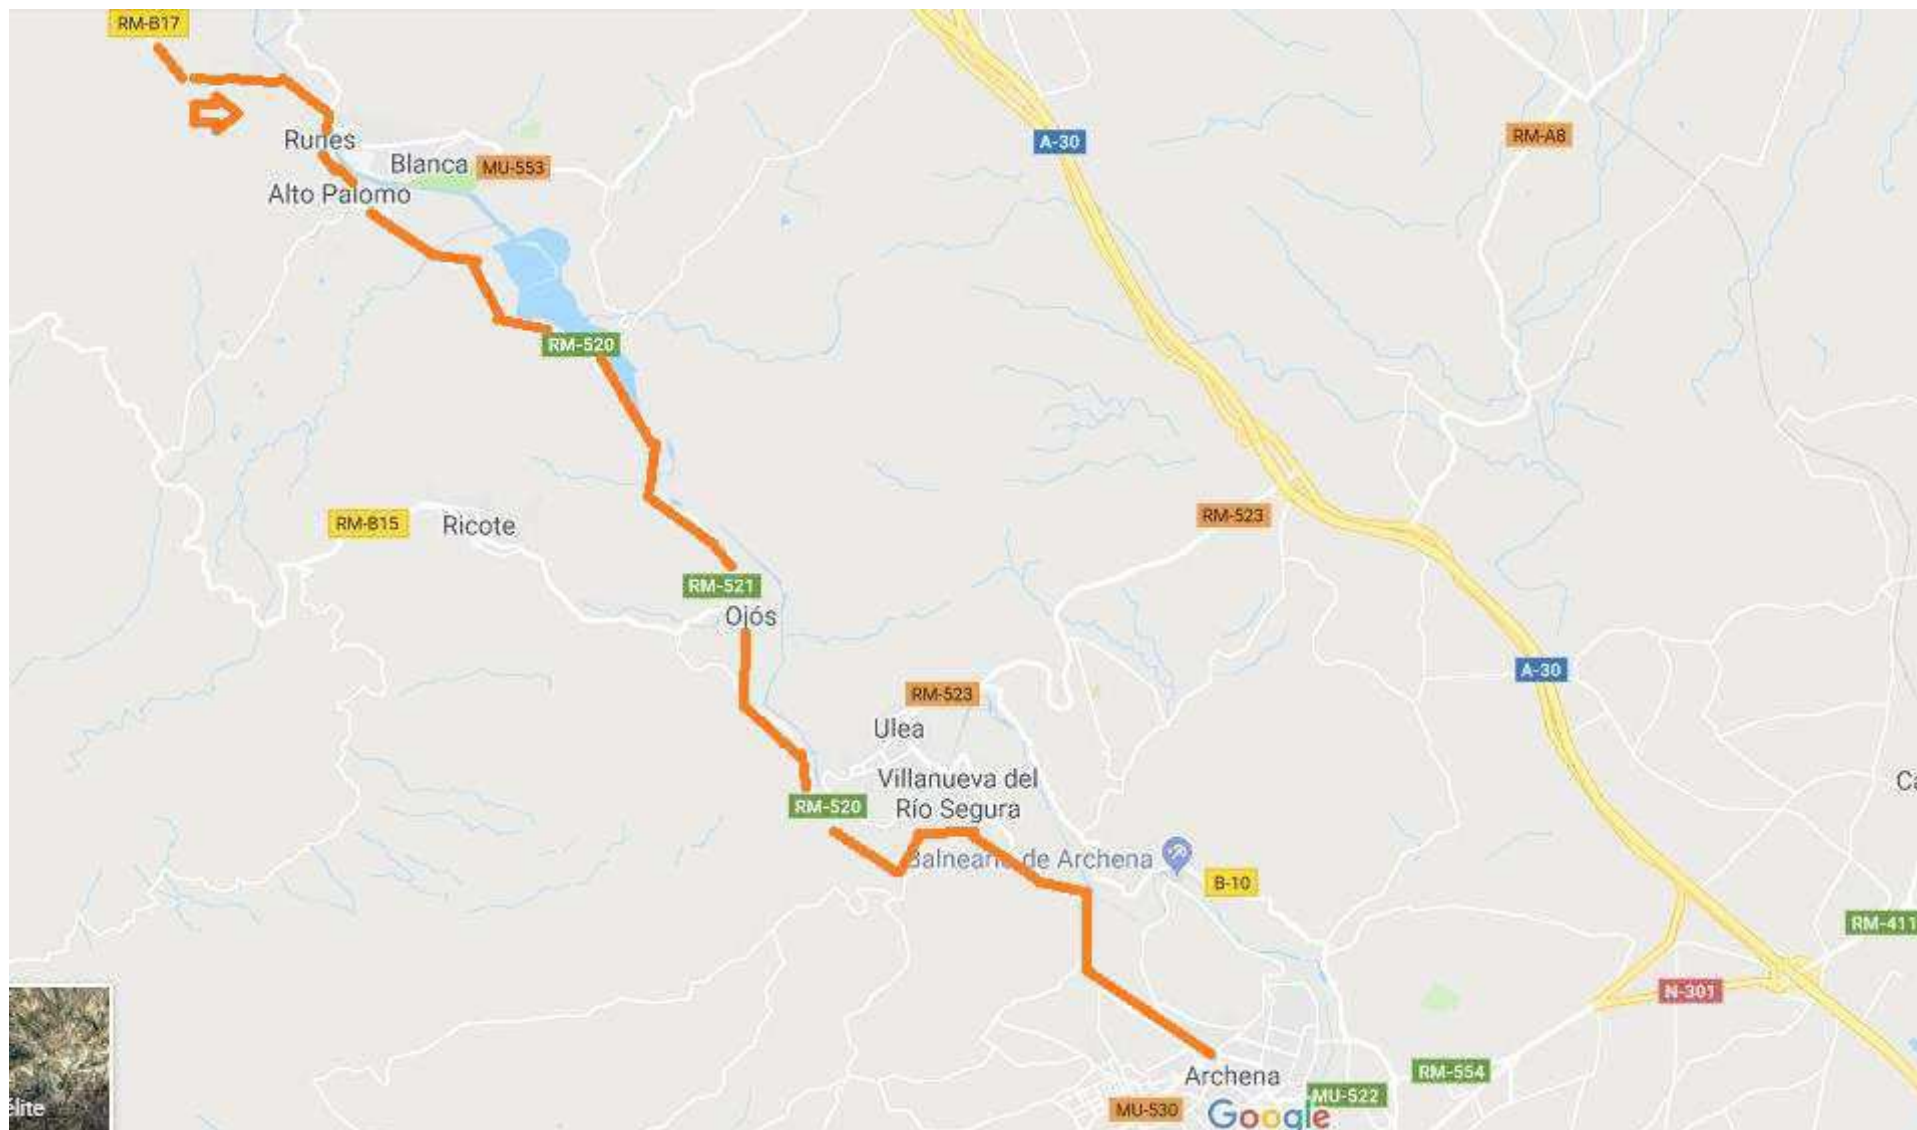 RM-B17
Runes
Blanca
MU-553
Alto Palomo
A-30
RM-A8
RM-520
RM-B15
Ricote
RM-523
RM-521
Ojós
A-30
RM-523
Ulea
Villanueva del
Río Segura
Ca
RM-520
Balneario de Archena
B-10
RM-411
N-301
RM-554
Archena
MU-522
MU-530
Google
élite